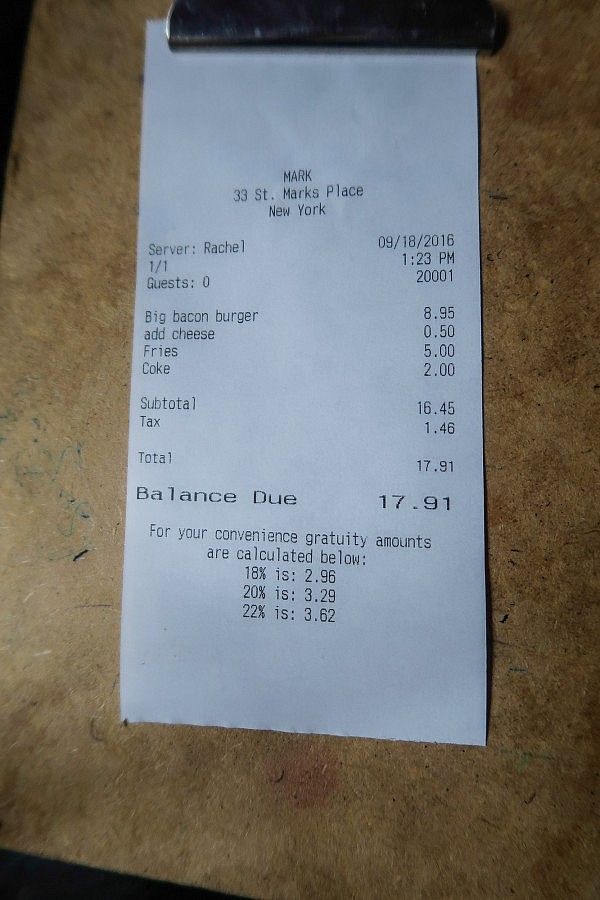 MARK
33 St. Marks Place
New York
Server: Rachel 09/18/2016
1/1 1:23 PM
Guests: 0 20001
Big bacon burger 8.95
add cheese 0.50
Fries 5.00
Coke 2.00
Subtotal 16.45
Tax 1.46
Total 17.91
Balance Due 17.91
For your convenience gratuity amounts
are calculated below:
18% is: 2.96
20% is: 3.29
22% is: 3.62